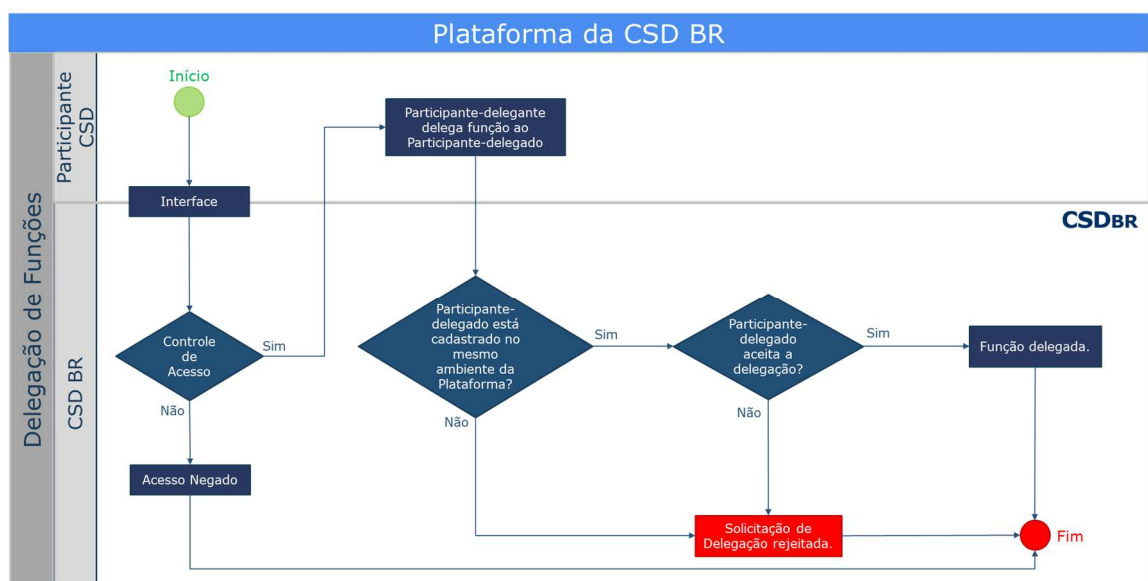 Plataforma da CSD BR
Delegação de Funções
Participante
CSD
CSD BR
Início
Participante-delegante
delega função ao
Participante-delegado
Interface
CSDBR
Controle
de
Acesso
Sim
Não
Participante-
delegado está
cadastrado no
mesmo
ambiente da
Plataforma?
Sim
Não
Participante-
delegado
aceita a
delegação?
Sim
Não
Função delegada.
Acesso Negado
Solicitação de
Delegação rejeitada.
Fim